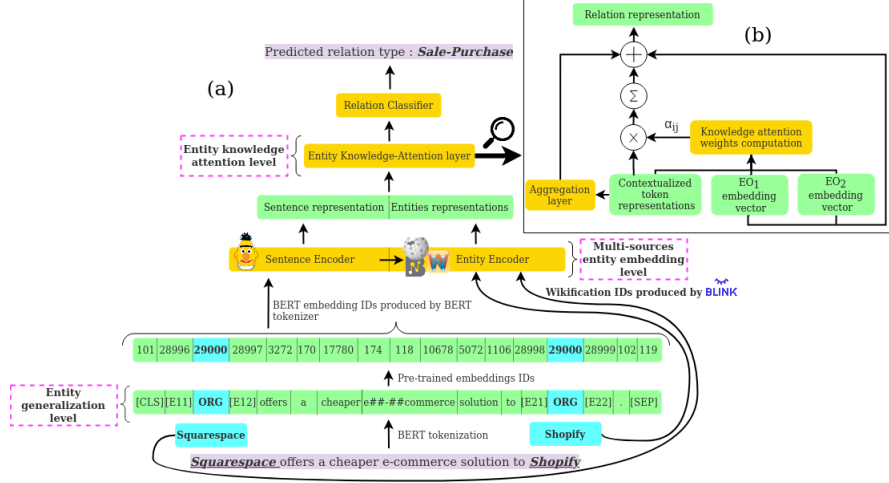 Relation representation
(b)
+
Predicted relation type : Sale-Purchase
(a)
Σ
Relation Classifier
α_ij
×
Knowledge attention
weights computation
Entity knowledge
attention level
Entity Knowledge-Attention layer
Aggregation
layer
Contextualized
token
representations
EO1
embedding
vector
EO2
embedding
vector
Sentence representation
Entities representations
Sentence Encoder
W
N
W
Entity Encoder
Multi-sources
entity embedding
level
Wikification IDs produced by BLINK
BERT embedding IDs produced by BERT
tokenizer
101 28996 29000 28997 3272 170 17780 174 118 10678 5072 1106 28998 29000 28999 102 119
Pre-trained embeddings IDs
Entity
generalization
level
[CLS] [E11] ORG [E12] offers a cheaper e##-##commerce solution to [E21] ORG [E22] . [SEP]
Squarespace
BERT tokenization
Shopify
Squarespace offers a cheaper e-commerce solution to Shopify